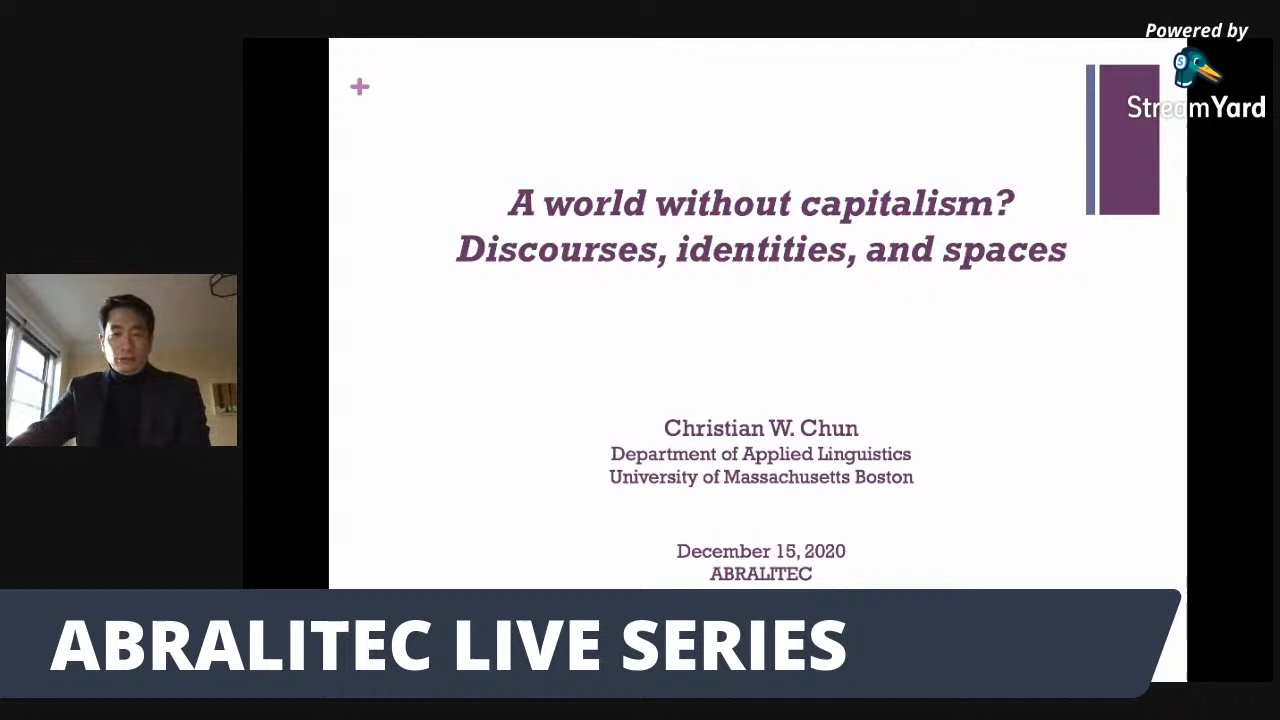 Powered by
StreamYard
A world without capitalism?
Discourses, identities, and spaces
Christian W. Chun
Department of Applied Linguistics
University of Massachusetts Boston
December 15, 2020
ABRALITEC
ABRALITEC LIVE SERIES